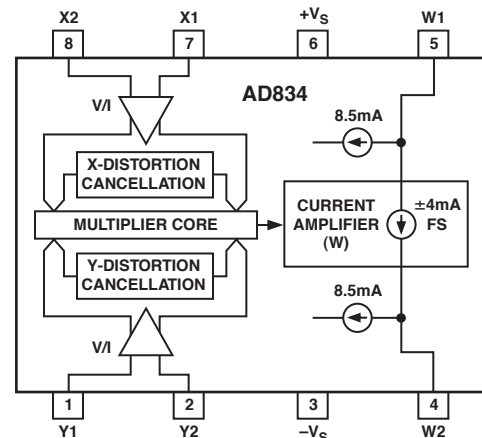 X2 X1 +VS W1
8 7 6 5
AD834
V/I
8.5mA
X-DISTORTION
CANCELLATION
MULTIPLIER CORE
CURRENT
AMPLIFIER
(W)
±4mA
FS
Y-DISTORTION
CANCELLATION
8.5mA
V/I
1 2 3 4
Y1 Y2 –VS W2